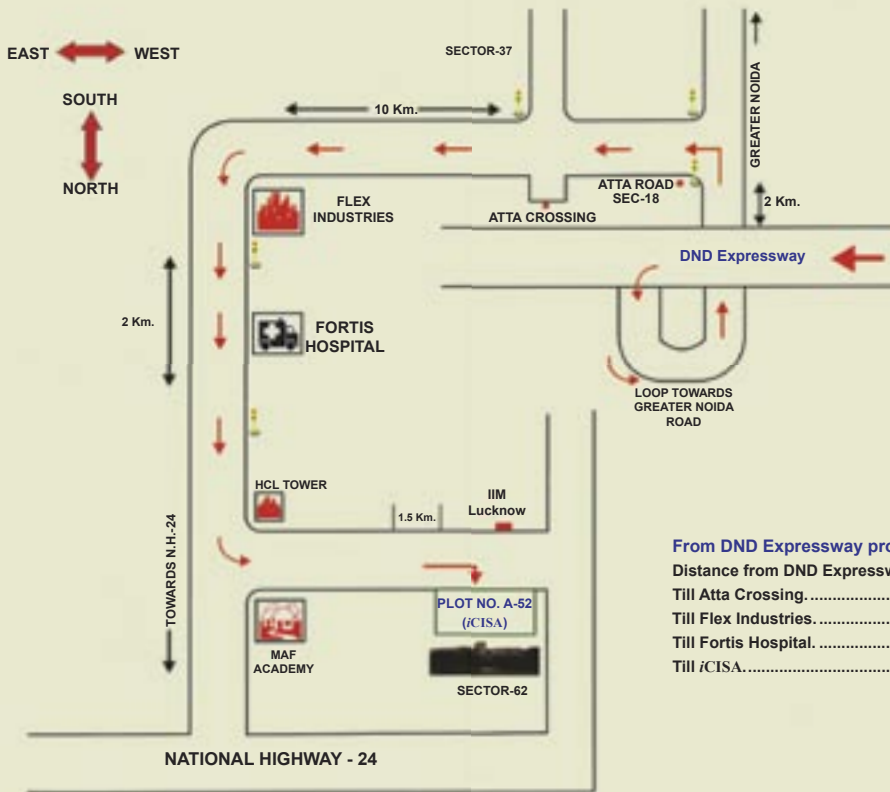 EAST WEST
SOUTH
NORTH
SECTOR-37
10 Km.
GREATER NOIDA
FLEX
INDUSTRIES
ATTA ROAD
SEC-18
ATTA CROSSING
2 Km.
DND Expressway
2 Km.
FORTIS
HOSPITAL
LOOP TOWARDS
GREATER NOIDA
ROAD
HCL TOWER
1.5 Km.
IIM
Lucknow
TOWARDS N.H.-24
PLOT NO. A-52
(iCISA)
MAF
ACADEMY
SECTOR-62
NATIONAL HIGHWAY - 24
From DND Expressway
Distance from DND
Till Atta Crossing. .................
Till Flex Industries. ...............
Till Fortis Hospital. ...............
Till iCISA..............................